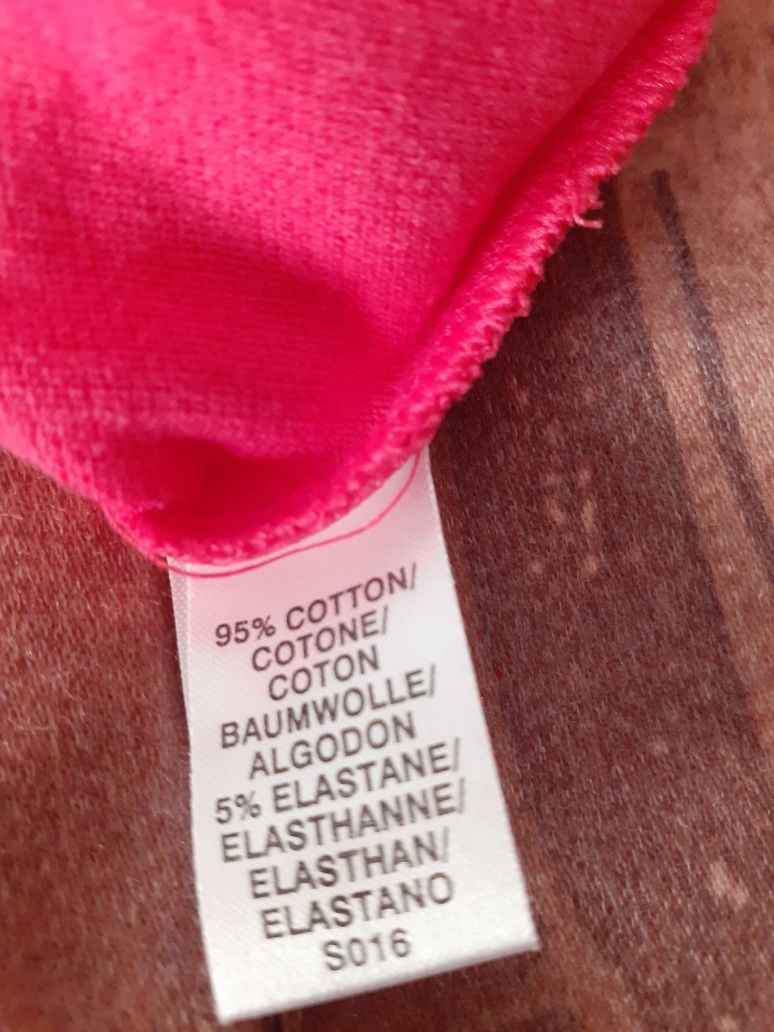 95% COTTON/
COTONE/
COTON
BAUMWOLLE/
ALGODON
5% ELASTANE/
ELASTHANNE/
ELASTHAN/
ELASTANO
S016